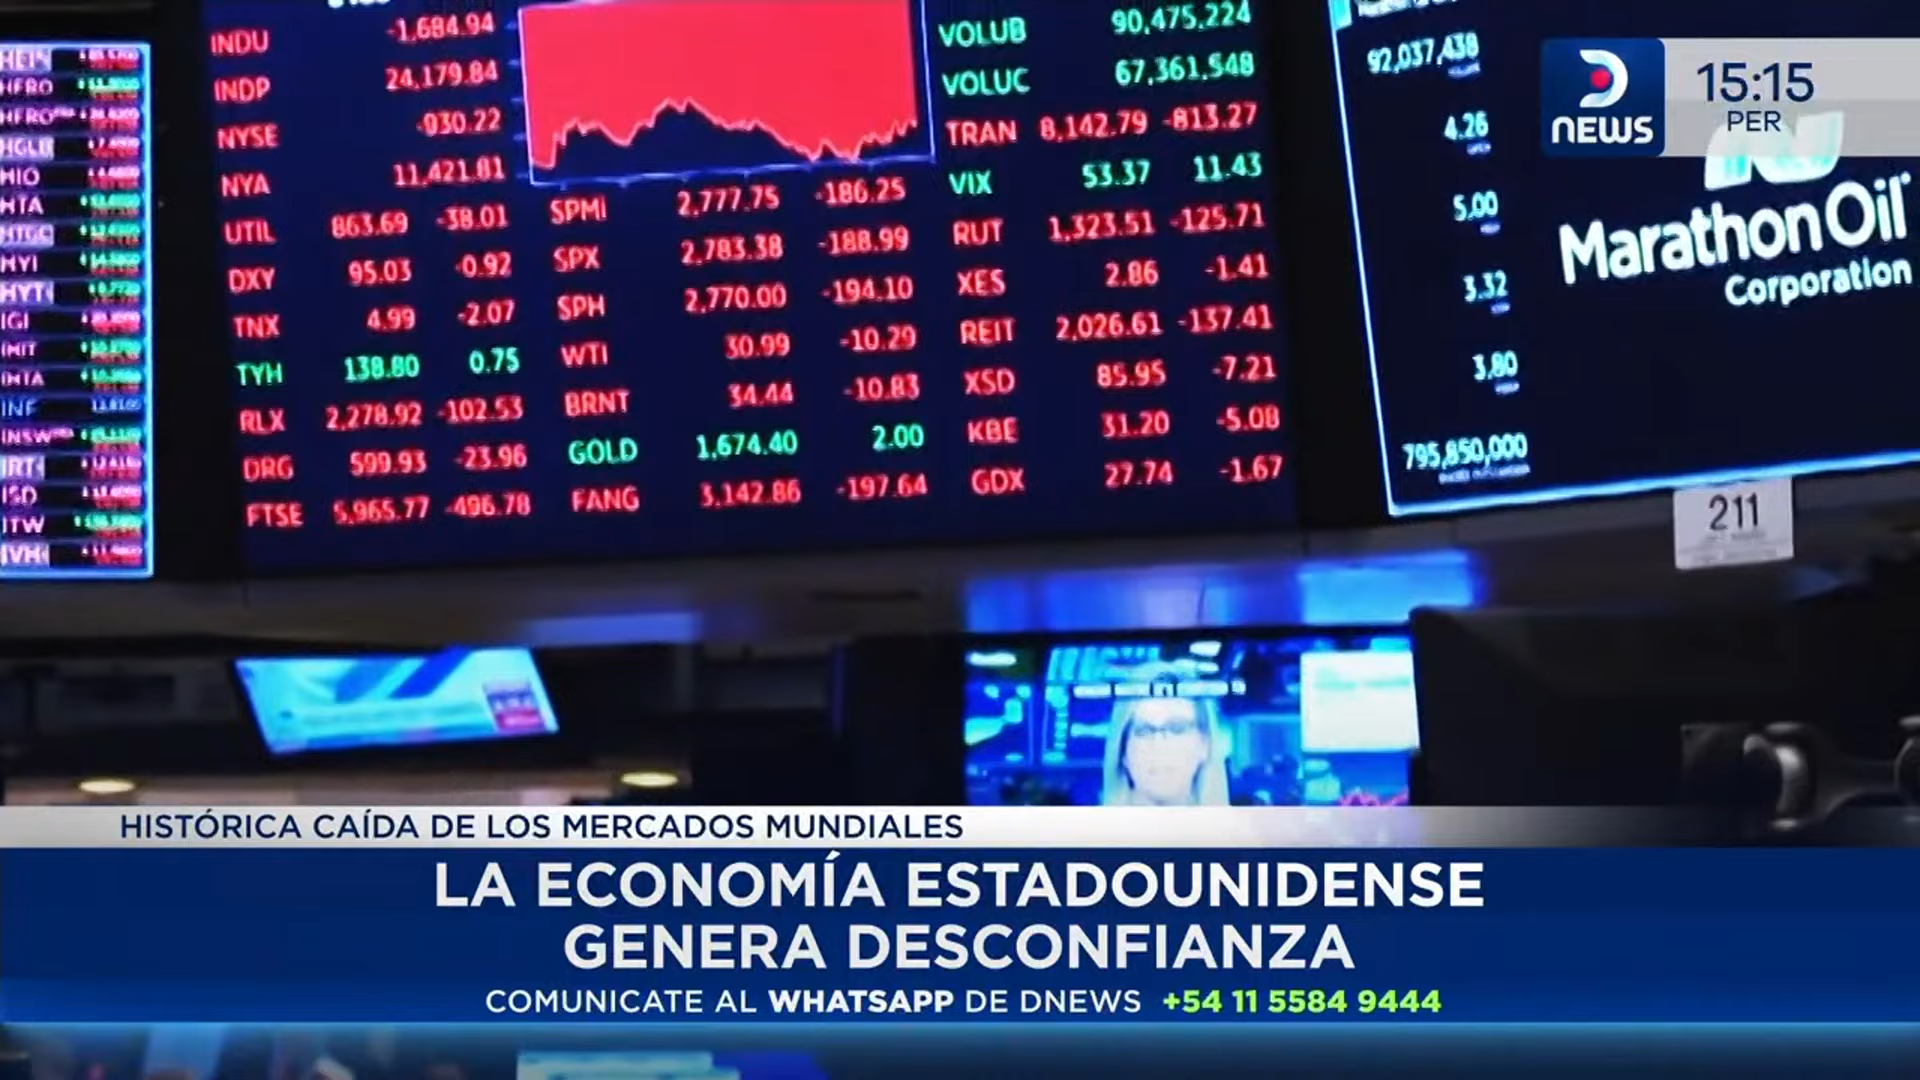 INDU -1,684.94
INDP 24,179.84
NYSE -930.22
NYA 11,421.81
UTIL 863.69 -38.01
DXY 95.03 -0.92
TNX 4.99 -2.07
TYH 138.80 0.75
RLX 2,278.92 -102.53
DRG 599.93 -23.96
FTSE 5,965.77 -496.78
SPMI 2,777.75 -186.25
SPX 2,783.38 -188.99
SPH 2,770.00 -194.10
WTI 30.99 -10.29
BRNT 34.44 -10.83
GOLD 1,674.40 2.00
FANG 3,142.86 -197.64
VOLUB 90,475,224
VOLUC 67,361,548
TRAN 8,142.79 -813.27
VIX 53.37 11.43
RUT 1,323.51 -125.71
XES 2.86 -1.41
REIT 2,026.61 -137.41
XSD 85.95 -7.21
KBE 31.20 -5.08
GDX 27.74 -1.67
92,037,438
4.26
5.00
3.32
3.80
795,850,000
Marathon Oil
Corporation
211
NEWS
15:15
PER
HISTÓRICA CAÍDA DE LOS MERCADOS MUNDIALES
LA ECONOMÍA ESTADOUNIDENSE
GENERA DESCONFIANZA
COMUNICATE AL WHATSAPP DE DNEWS +54 11 5584 9444